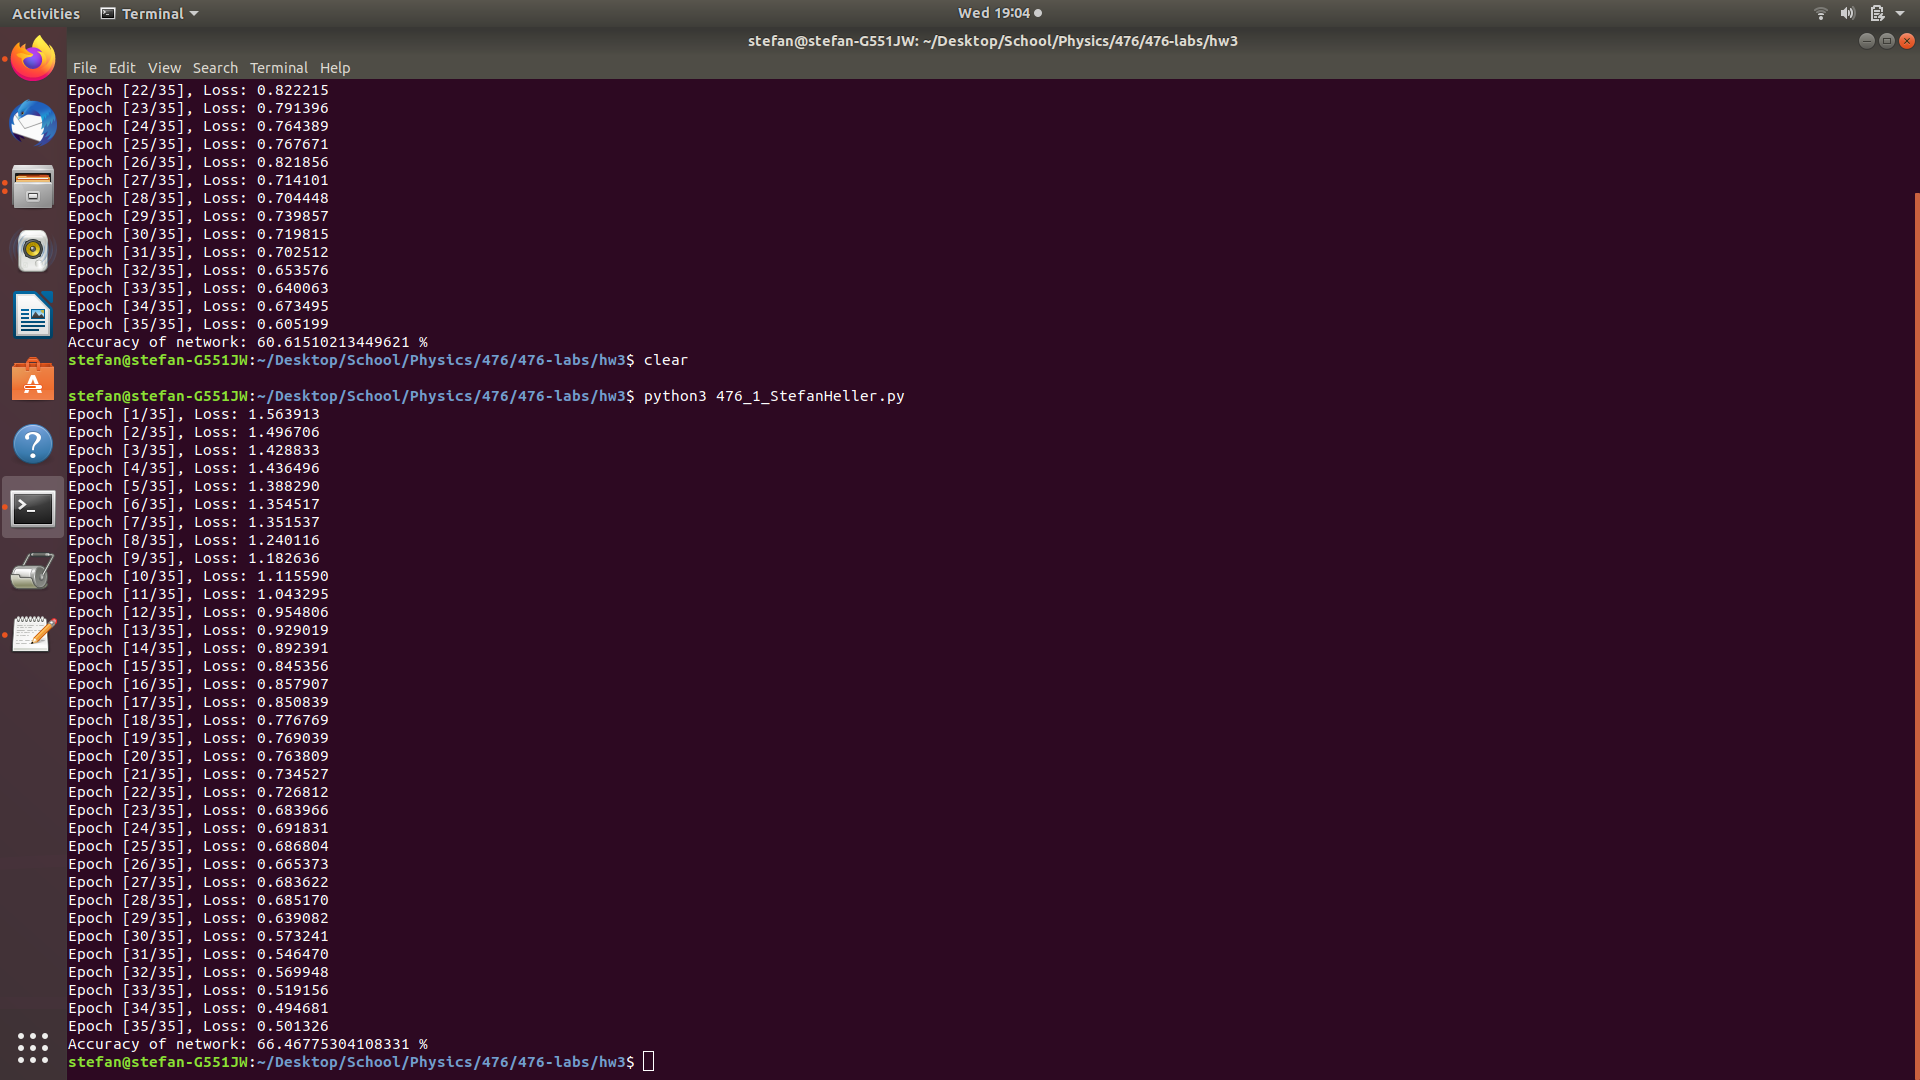 Activities Terminal Wed 19:04
stefan@stefan-G551JW: ~/Desktop/School/Physics/476/476-labs/hw3
File Edit View Search Terminal Help
Epoch [22/35], Loss: 0.822215
Epoch [23/35], Loss: 0.791396
Epoch [24/35], Loss: 0.764389
Epoch [25/35], Loss: 0.767671
Epoch [26/35], Loss: 0.821856
Epoch [27/35], Loss: 0.714101
Epoch [28/35], Loss: 0.704448
Epoch [29/35], Loss: 0.739857
Epoch [30/35], Loss: 0.719815
Epoch [31/35], Loss: 0.702512
Epoch [32/35], Loss: 0.653576
Epoch [33/35], Loss: 0.640063
Epoch [34/35], Loss: 0.673495
Epoch [35/35], Loss: 0.605199
Accuracy of network: 60.61510213449621 %
stefan@stefan-G551JW:~/Desktop/School/Physics/476/476-labs/hw3$ clear
stefan@stefan-G551JW:~/Desktop/School/Physics/476/476-labs/hw3$ python3 476_1_StefanHeller.py
Epoch [1/35], Loss: 1.563913
Epoch [2/35], Loss: 1.496706
Epoch [3/35], Loss: 1.428833
Epoch [4/35], Loss: 1.436496
Epoch [5/35], Loss: 1.388290
Epoch [6/35], Loss: 1.354517
Epoch [7/35], Loss: 1.351537
Epoch [8/35], Loss: 1.240116
Epoch [9/35], Loss: 1.182636
Epoch [10/35], Loss: 1.115590
Epoch [11/35], Loss: 1.043295
Epoch [12/35], Loss: 0.954806
Epoch [13/35], Loss: 0.929019
Epoch [14/35], Loss: 0.892391
Epoch [15/35], Loss: 0.845356
Epoch [16/35], Loss: 0.857907
Epoch [17/35], Loss: 0.850839
Epoch [18/35], Loss: 0.776769
Epoch [19/35], Loss: 0.769039
Epoch [20/35], Loss: 0.763809
Epoch [21/35], Loss: 0.734527
Epoch [22/35], Loss: 0.726812
Epoch [23/35], Loss: 0.683966
Epoch [24/35], Loss: 0.691831
Epoch [25/35], Loss: 0.686804
Epoch [26/35], Loss: 0.665373
Epoch [27/35], Loss: 0.683622
Epoch [28/35], Loss: 0.685170
Epoch [29/35], Loss: 0.639082
Epoch [30/35], Loss: 0.573241
Epoch [31/35], Loss: 0.546470
Epoch [32/35], Loss: 0.569948
Epoch [33/35], Loss: 0.519156
Epoch [34/35], Loss: 0.494681
Epoch [35/35], Loss: 0.501326
Accuracy of network: 66.46775304108331 %
stefan@stefan-G551JW:~/Desktop/School/Physics/476/476-labs/hw3$